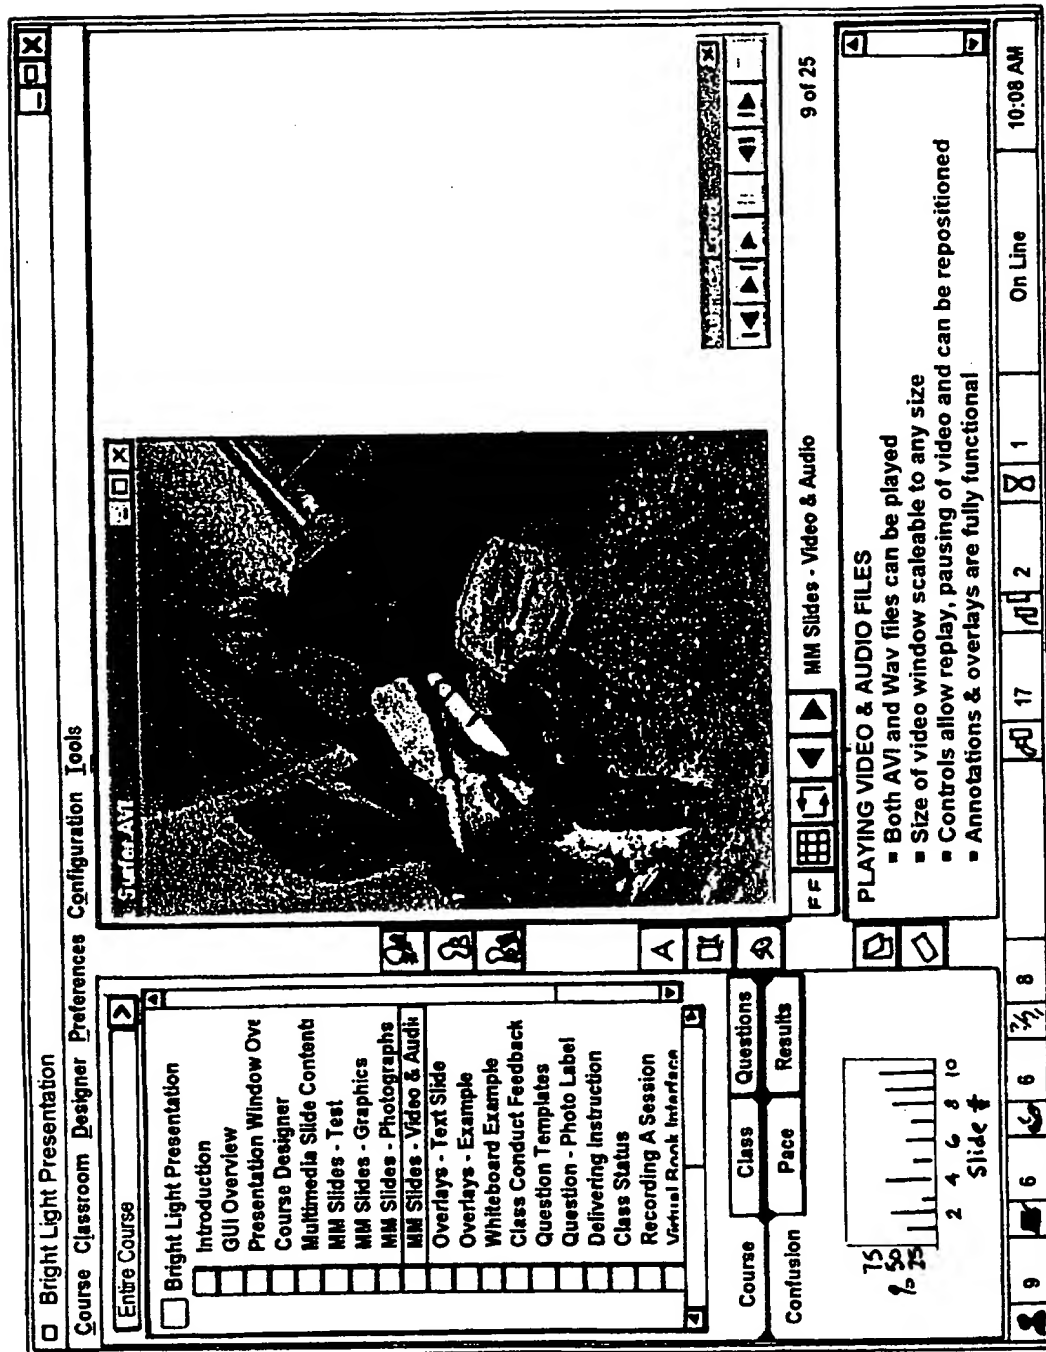 Bright Light Presentation
Course Classroom Designer Preferences Configuration Tools
Entire Course
Bright Light Presentation
Introduction
GUI Overview
Presentation Window Ove
Course Designer
Multimedia Slide Contents
MM Slides - Test
MM Slides - Graphics
MM Slides - Photographs
MM Slides - Video & Audio
Overlays - Text Slide
Overlays - Example
Whiteboard Example
Class Conduct Feedback
Question Templates
Question - Photo Label
Delivering Instruction
Class Status
Recording A Session
Virtual Book Interface
Course Class Questions
Confusion Pace Results
75
% 50
25
2 4 6 8 10
Slide #
A
FF
MM Slides - Video & Audio
9 of 25
PLAYING VIDEO & AUDIO FILES
▪ Both AVI and Wav files can be played
▪ Size of video window scaleable to any size
▪ Controls allow replay, pausing of video and can be repositioned
▪ Annotations & overlays are fully functional
9 6 6 8 17 2 1 On Line 10:08 AM